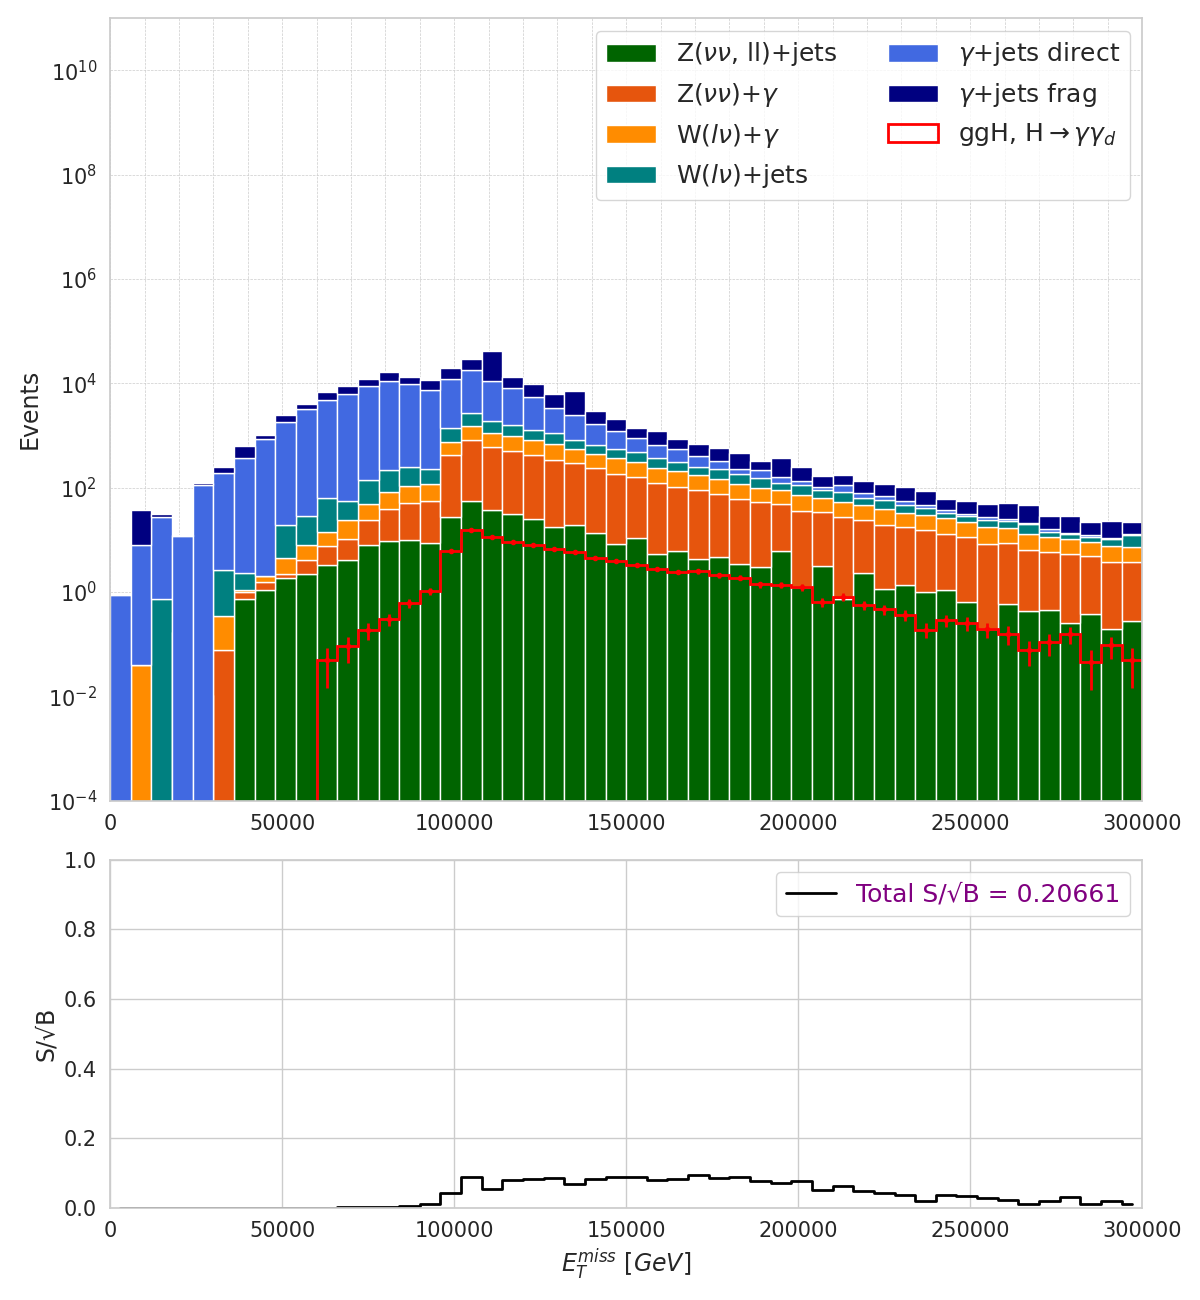 Z(νν, ll)+jets
Z(νν)+γ
W(lν)+γ
W(lν)+jets
γ+jets direct
γ+jets frag
ggH, H→γγ_d
Events
10^10
10^8
10^6
10^4
10^2
10^0
10^−2
10^−4
0 50000 100000 150000 200000 250000 300000
Total S/√B = 0.20661
S/√B
1.0
0.8
0.6
0.4
0.2
0.0
0 50000 100000 150000 200000 250000 300000
E_T^miss [GeV]